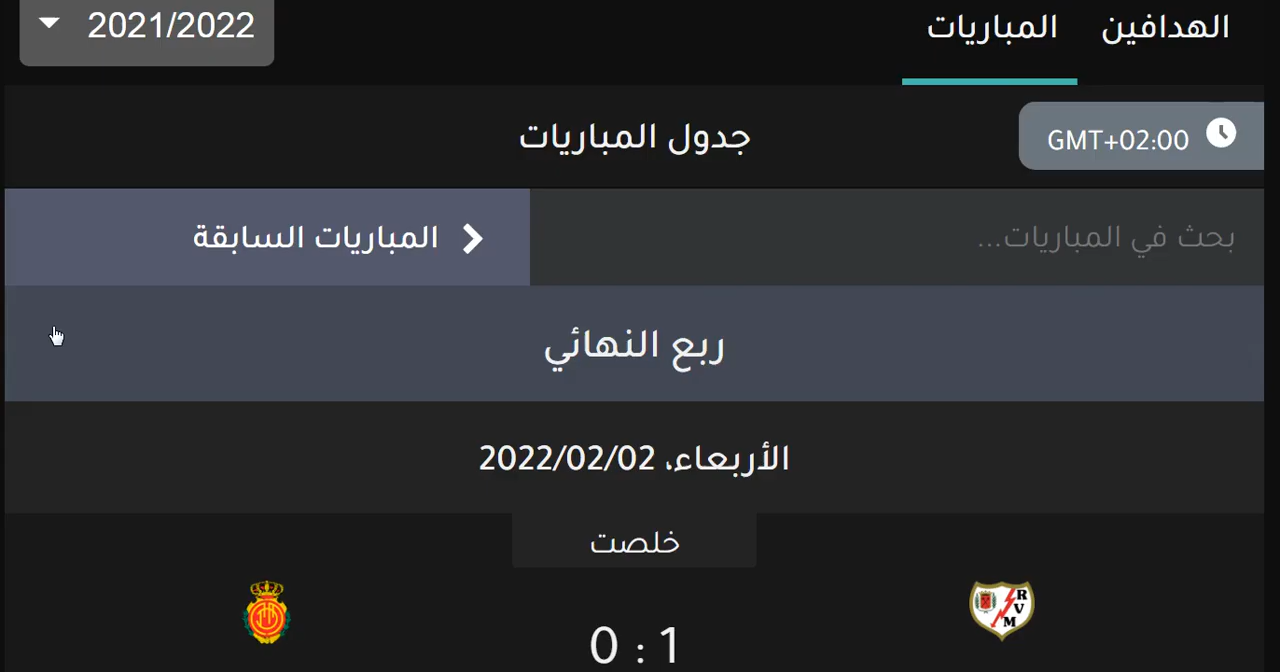 الهدافين المباريات 2021/2022
GMT+02:00 جدول المباريات
بحث في المباريات... المباريات السابقة
ربع النهائي
الأربعاء، 2022/02/02
خلصت
R
V
M
0 : 1